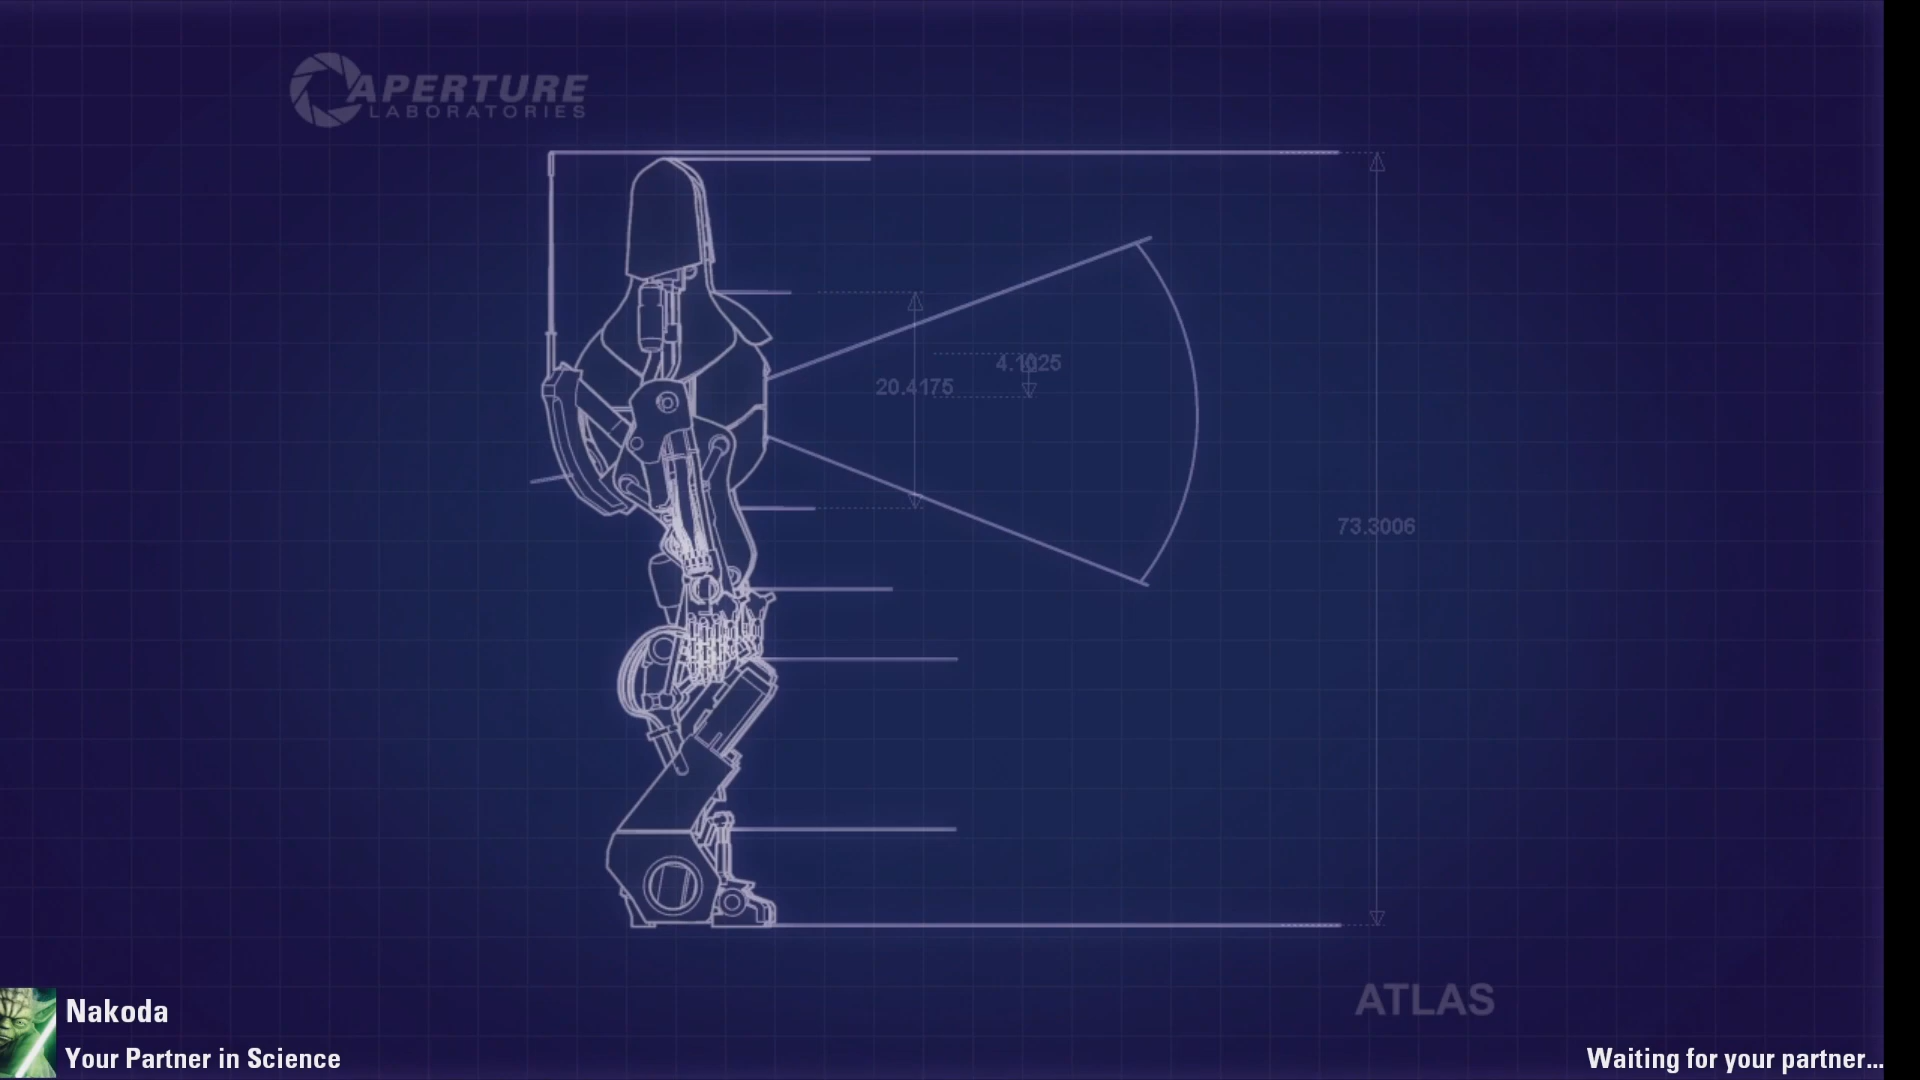 APERTURE
LABORATORIES
4.1025
20.4175
73.3006
ATLAS
Nakoda
Your Partner in Science
Waiting for your partner...